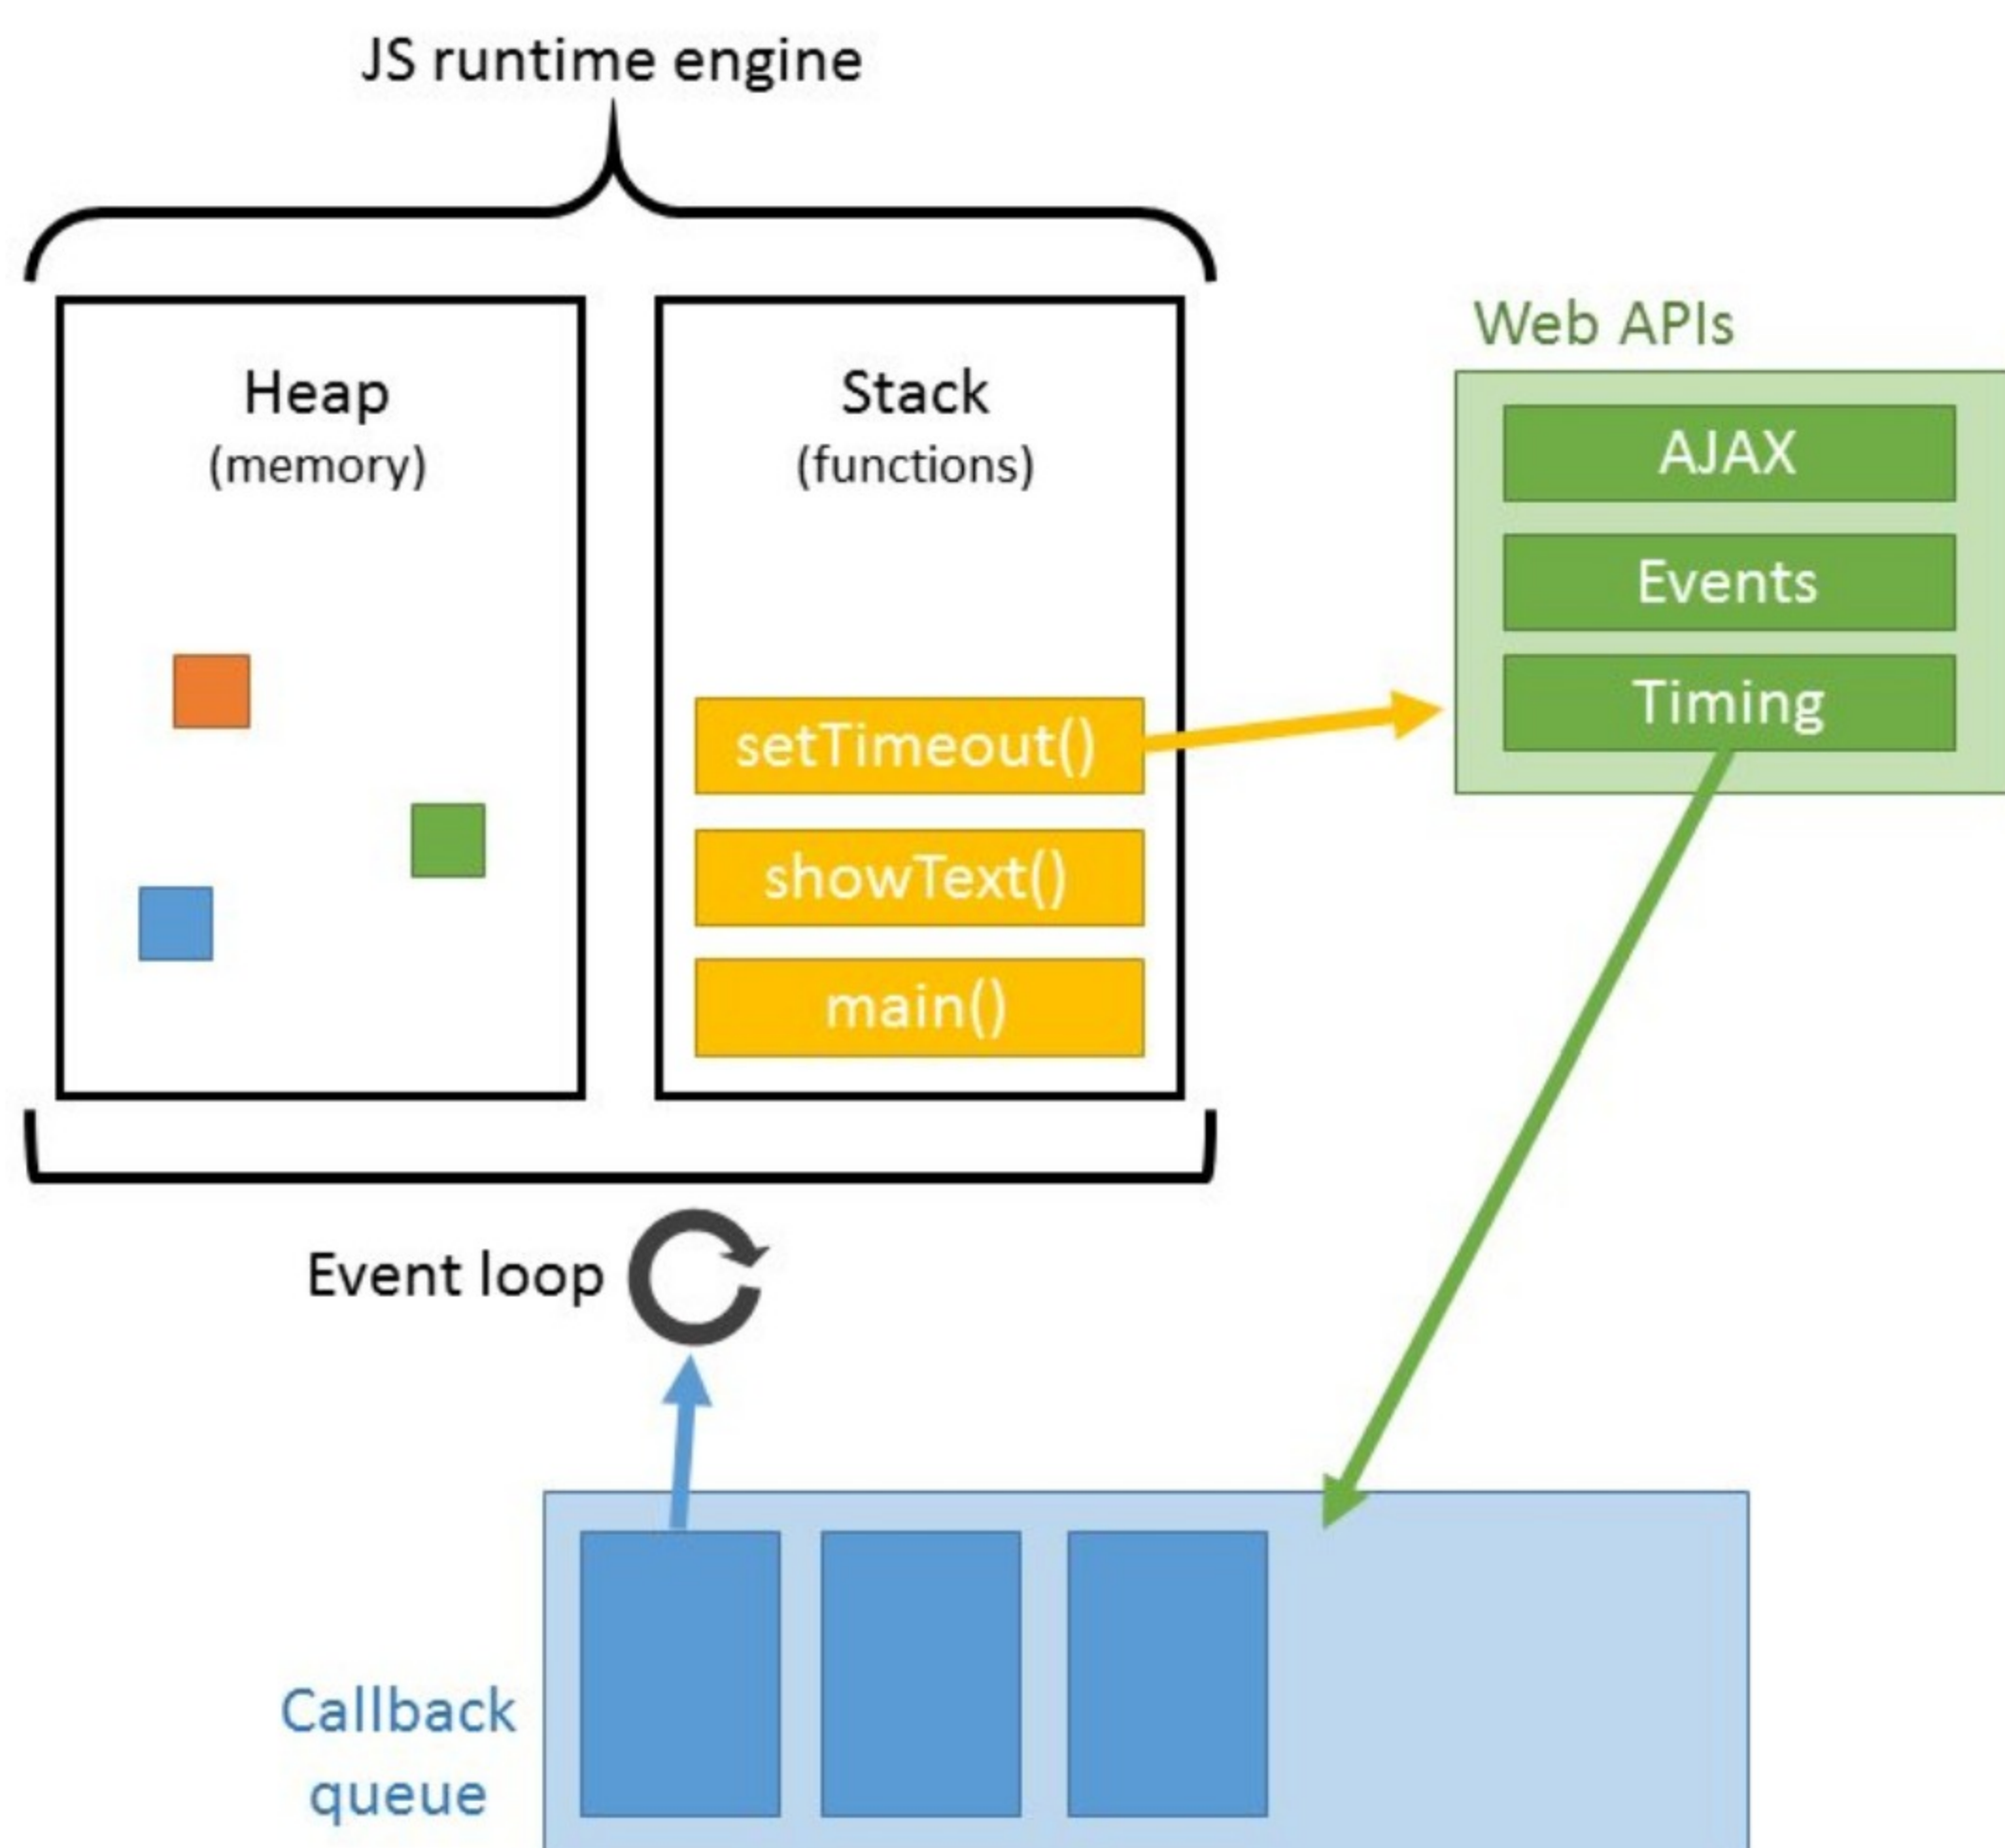 JS runtime engine
Heap
(memory)
Stack
(functions)
setTimeout()
showText()
main()
Web APIs
AJAX
Events
Timing
Event loop
Callback
queue